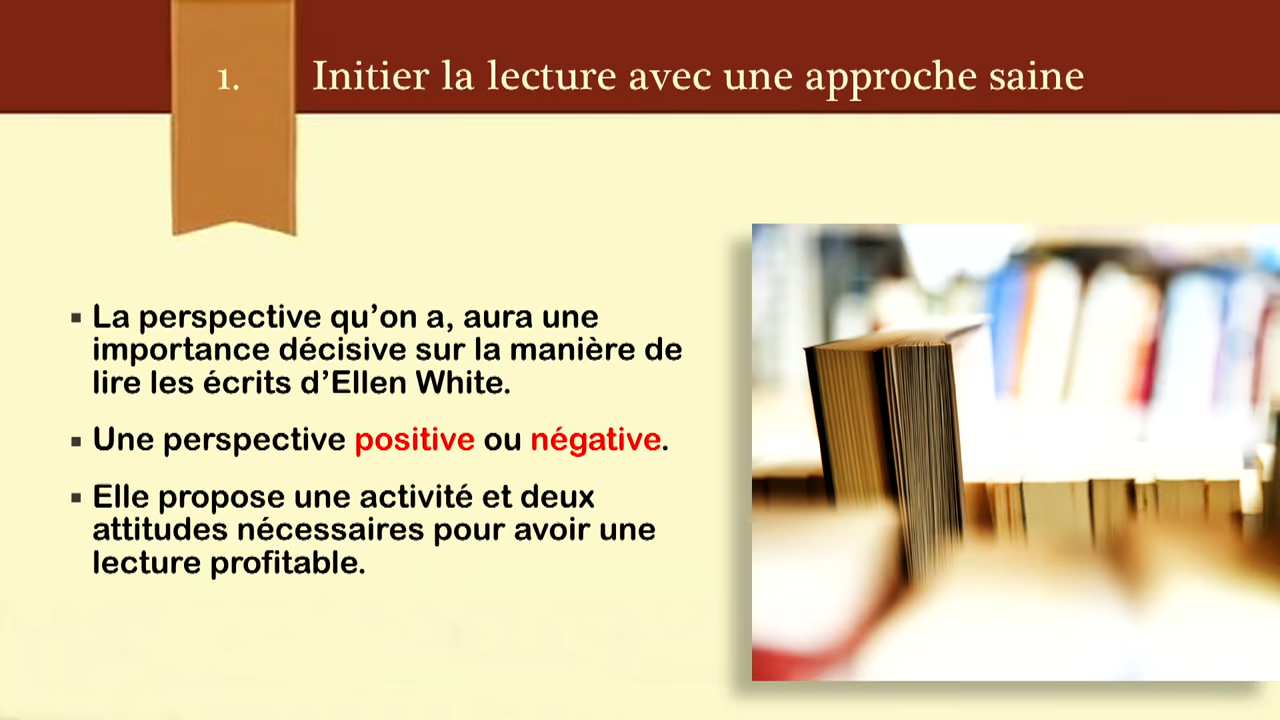 1. Initier la lecture avec une approche saine
▪ La perspective qu’on a, aura une
importance décisive sur la manière de
lire les écrits d’Ellen White.
▪ Une perspective positive ou négative.
▪ Elle propose une activité et deux
attitudes nécessaires pour avoir une
lecture profitable.